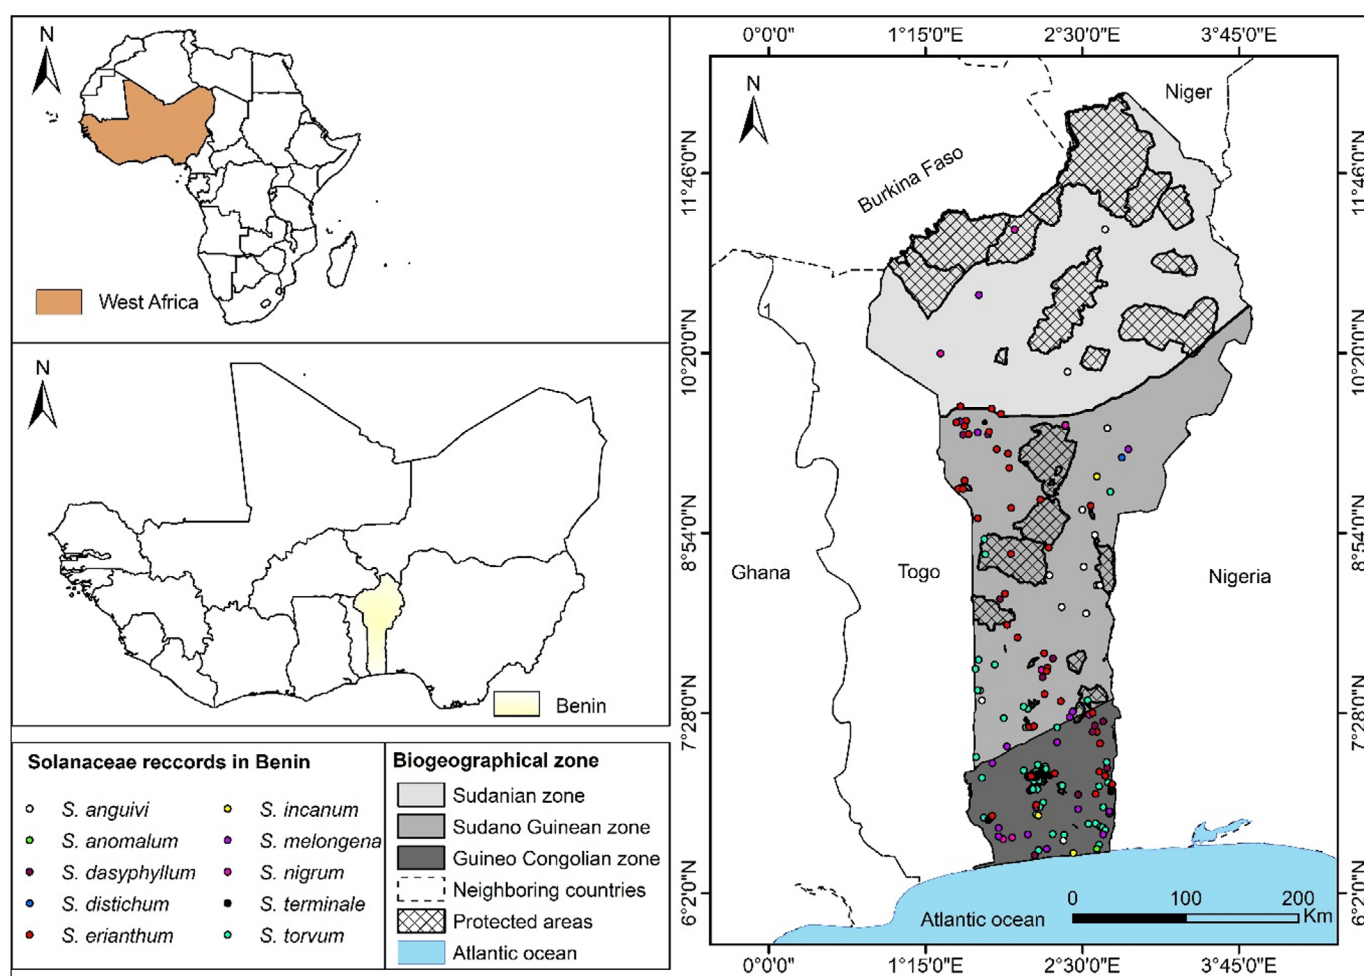 N
West Africa
N
Benin
Solanaceae reccords in Benin
S. anguivi
S. anomalum
S. dasyphyllum
S. distichum
S. erianthum
S. incanum
S. melongena
S. nigrum
S. terminale
S. torvum
Biogeographical zone
Sudanian zone
Sudano Guinean zone
Guineo Congolian zone
Neighboring countries
Protected areas
Atlantic ocean
0°0'0" 1°15'0"E 2°30'0"E 3°45'0"E
N
Niger
Burkina Faso
Ghana
Togo
Nigeria
11°46'0"N
10°20'0"N
8°54'0"N
7°28'0"N
6°2'0"N
11°46'0"N
10°20'0"N
8°54'0"N
7°28'0"N
6°2'0"N
Atlantic ocean
0 100 200
Km
0°0'0" 1°15'0"E 2°30'0"E 3°45'0"E